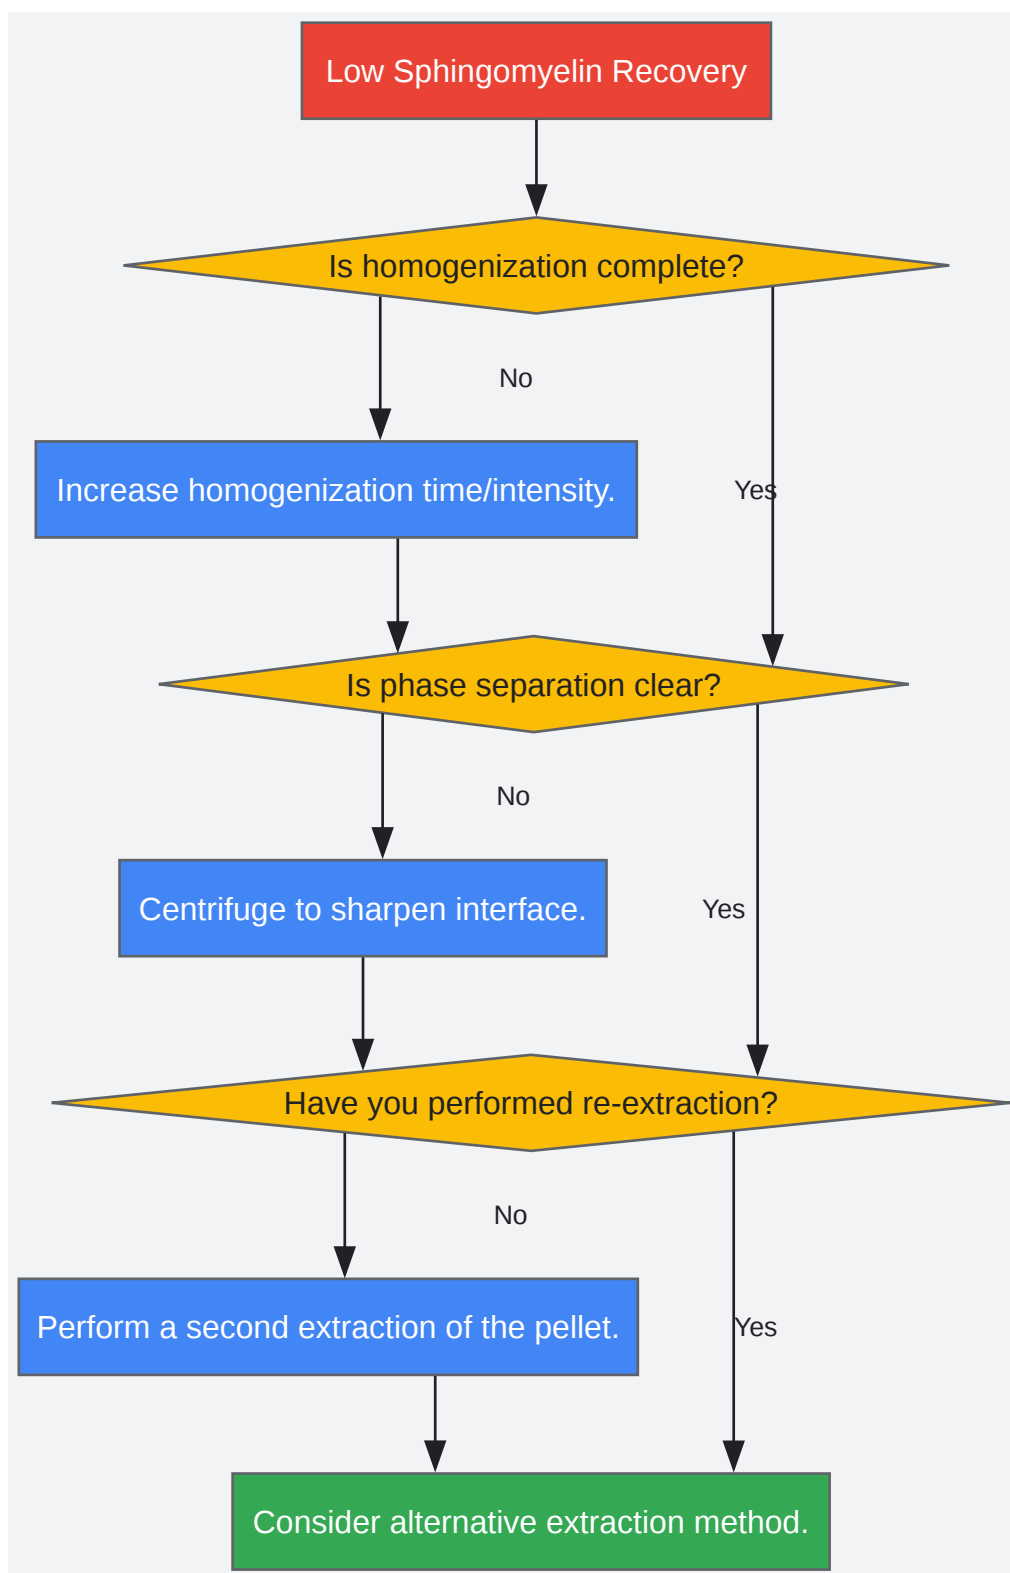 Low Sphingomyelin Recovery
Is homogenization complete?
No
Increase homogenization time/intensity.
Yes
Is phase separation clear?
No
Centrifuge to sharpen interface.
Yes
Have you performed re-extraction?
No
Perform a second extraction of the pellet.
Yes
Consider alternative extraction method.